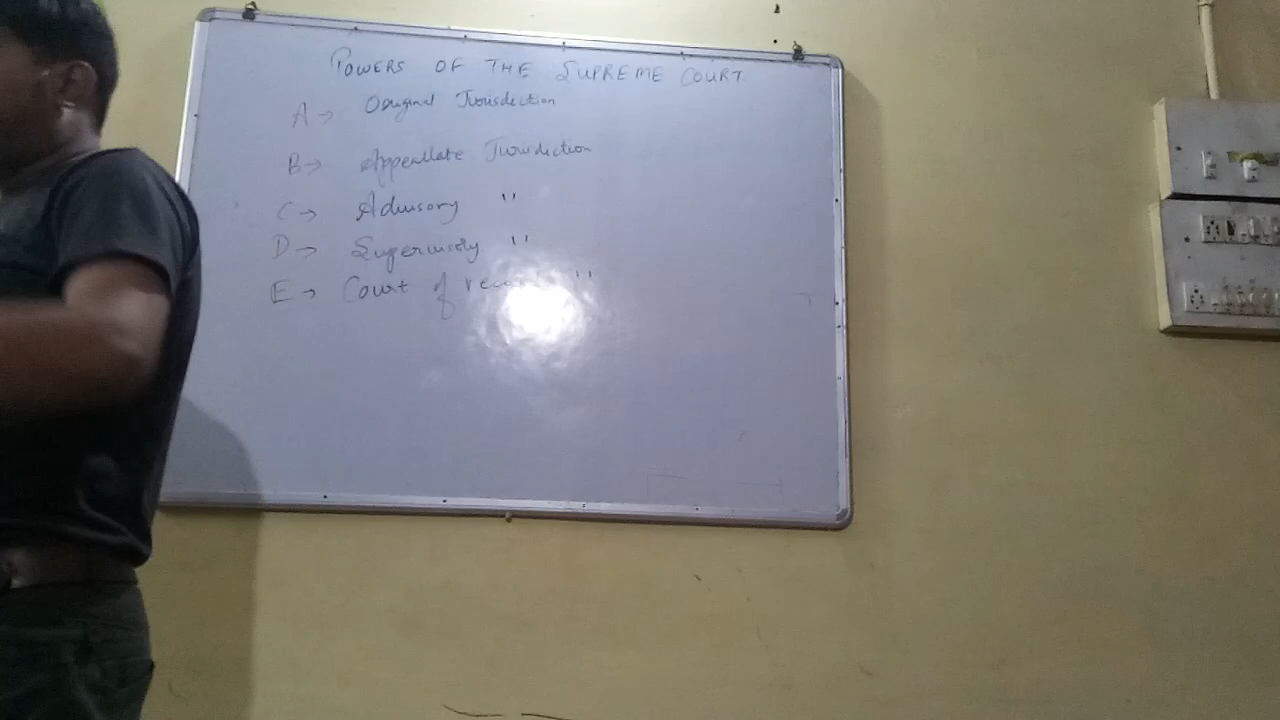 POWERS OF THE SUPREME COURT
A → Original Jurisdiction
B → Appellate Jurisdiction
C → Advisory "
D → Supervisory "
E → Court of "